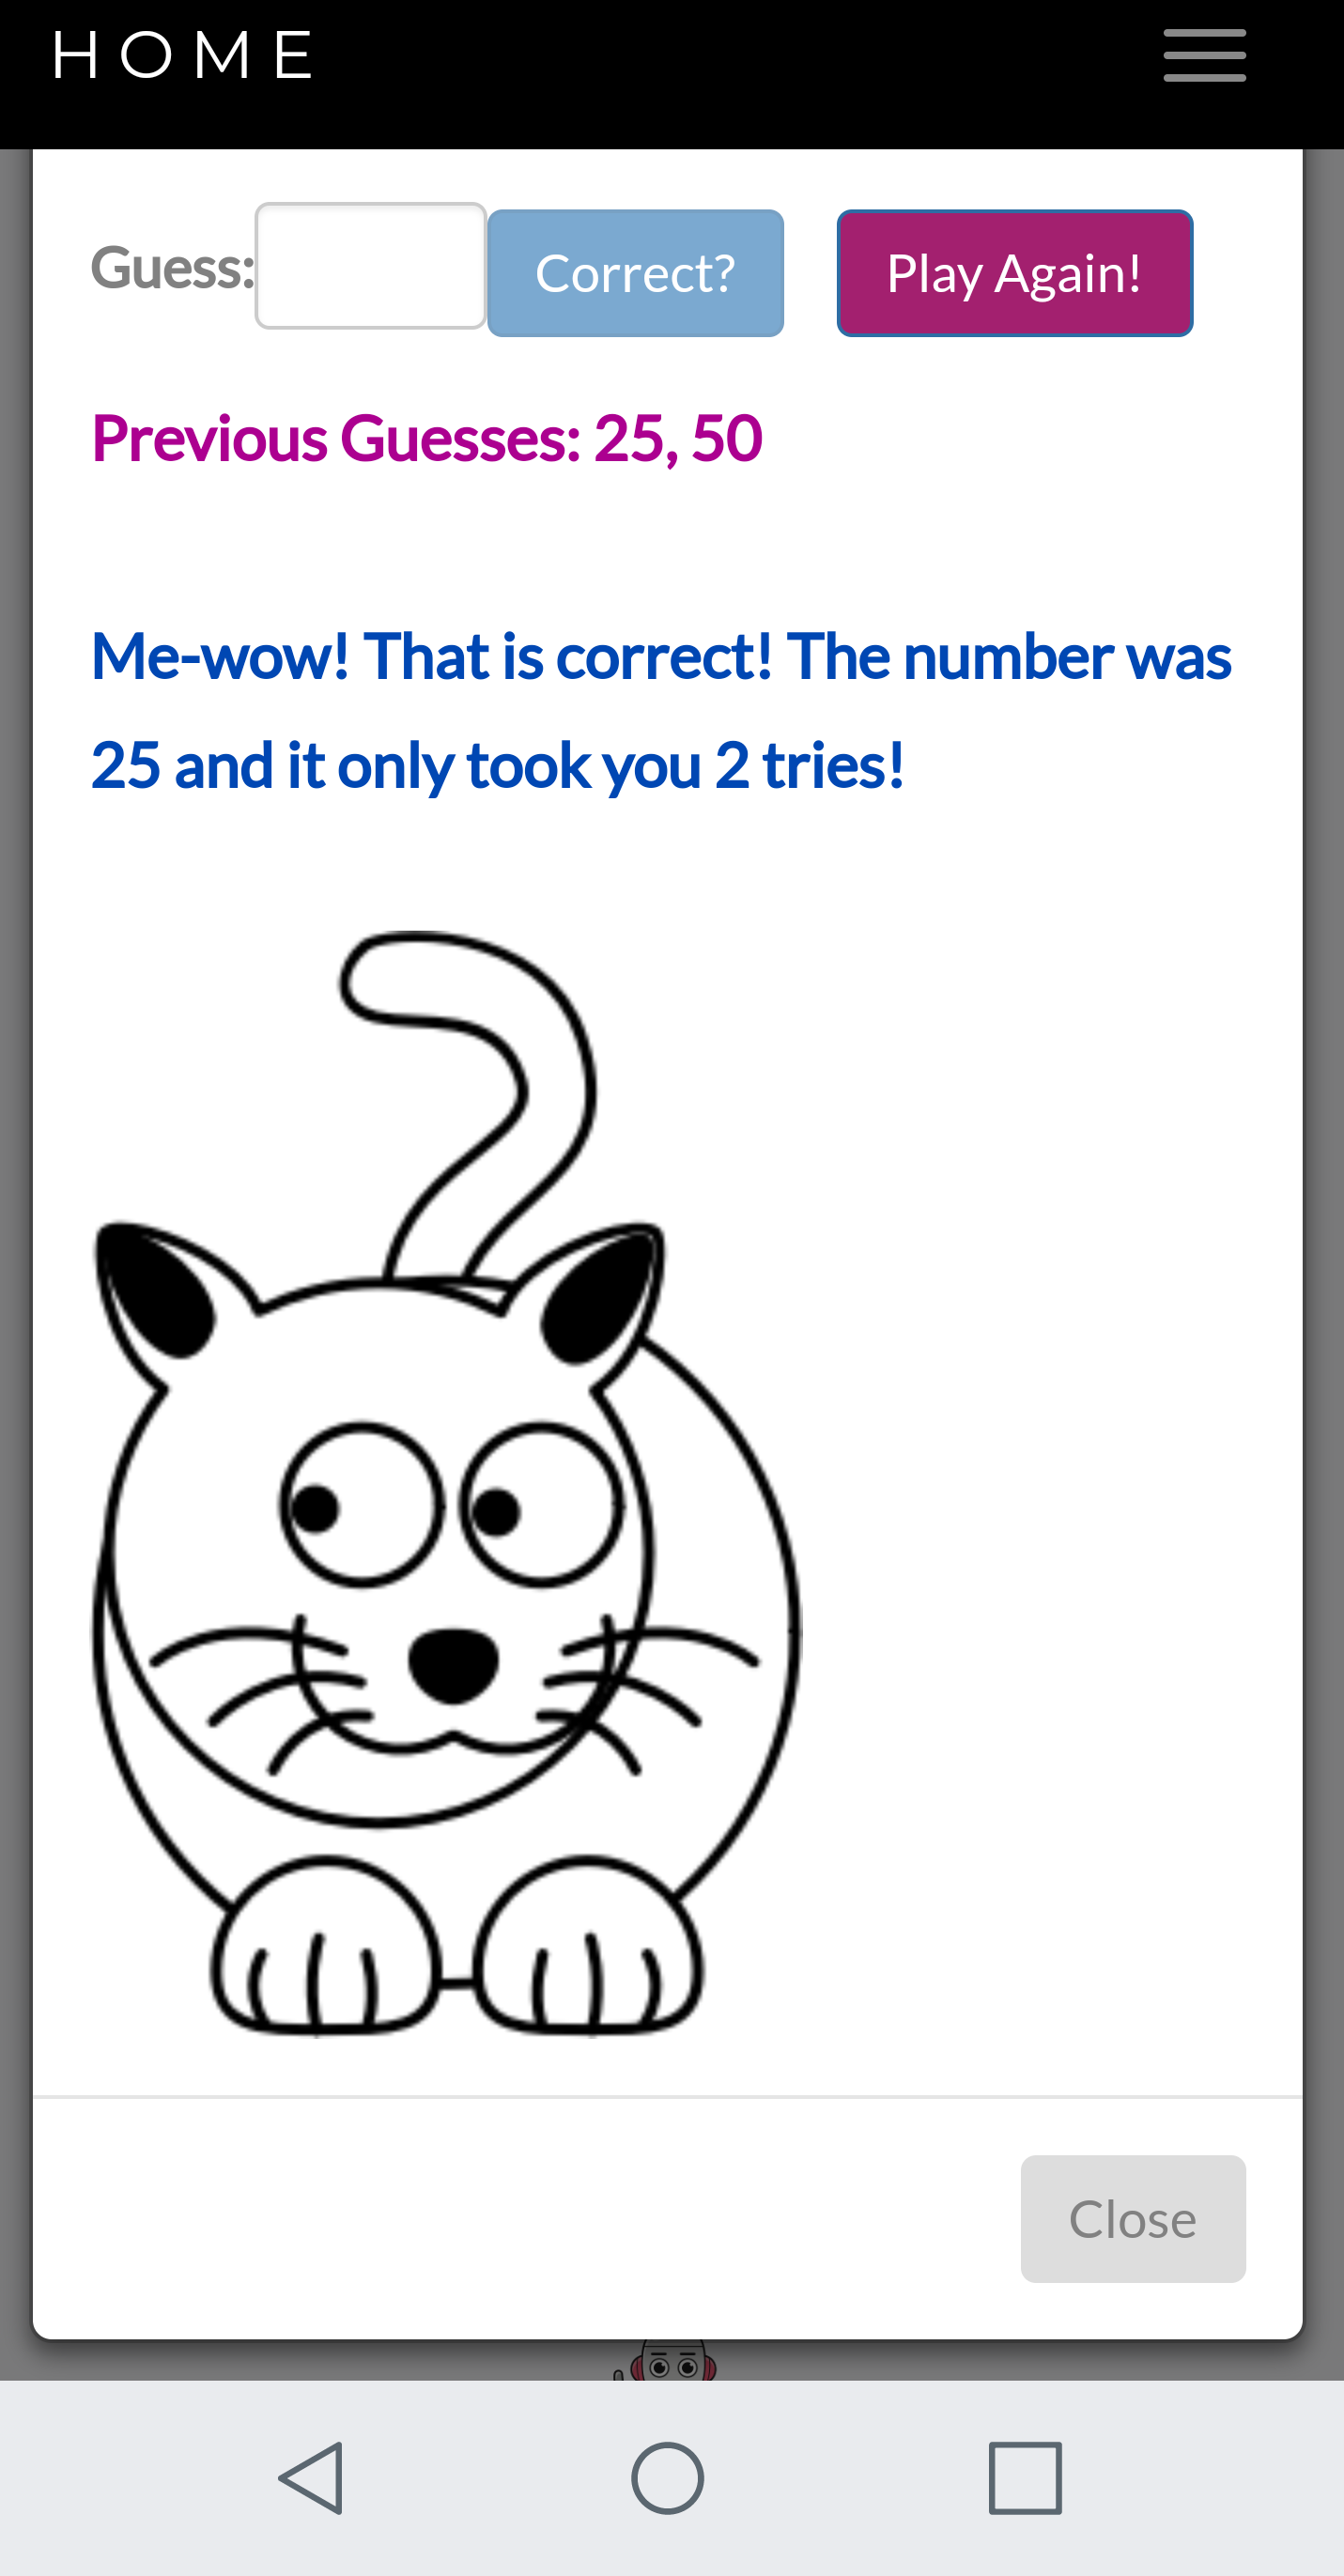 HOME
Guess: Correct? Play Again!
Previous Guesses: 25, 50
Me-wow! That is correct! The number was
25 and it only took you 2 tries!
Close